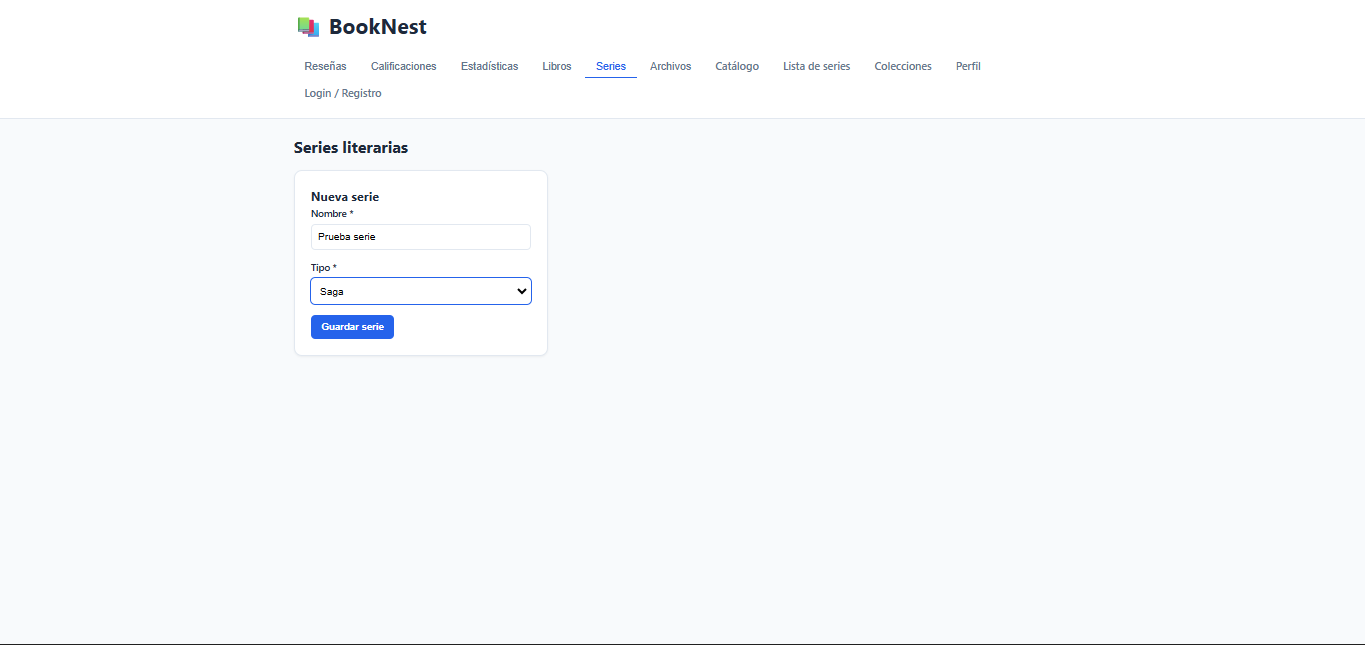 BookNest
Reseñas Calificaciones Estadísticas Libros Series Archivos Catálogo Lista de series Colecciones Perfil
Login / Registro
Series literarias
Nueva serie
Nombre *
Prueba serie
Tipo *
Saga
Guardar serie